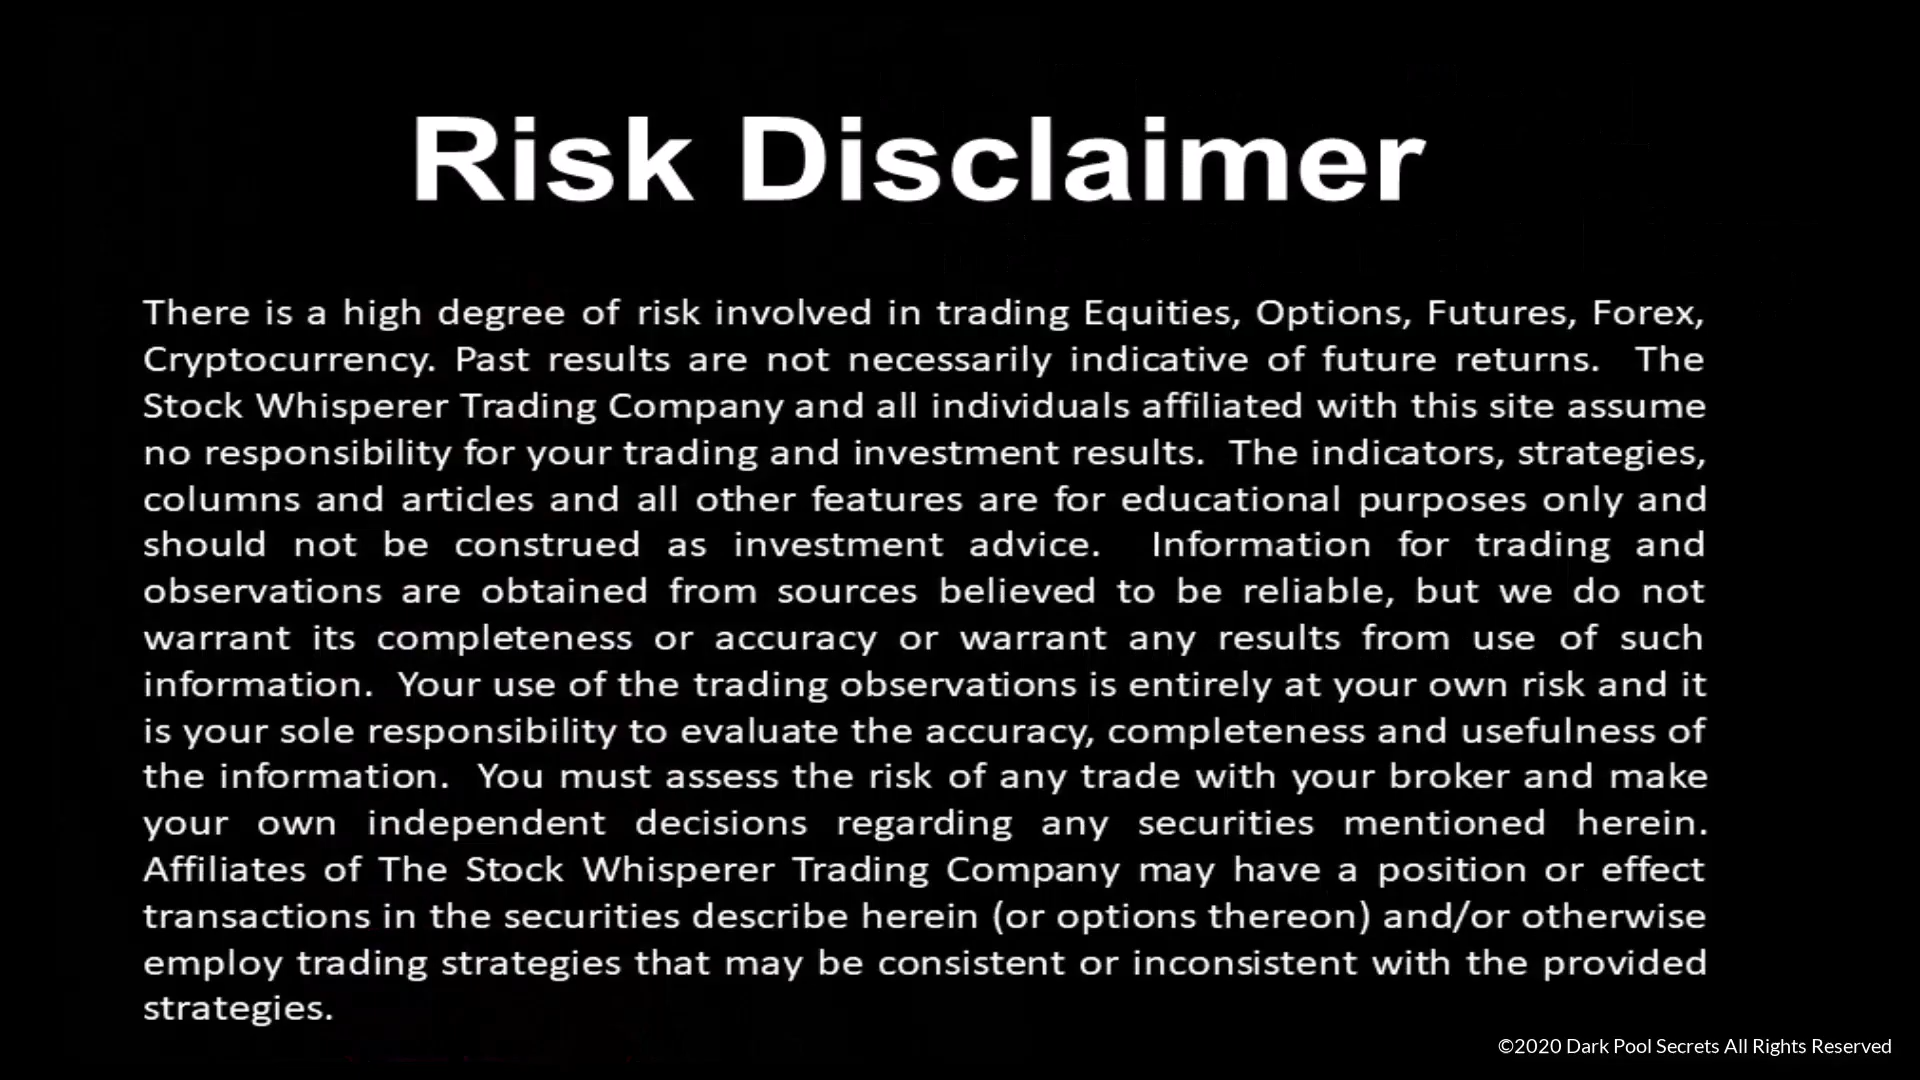 Risk Disclaimer
There is a high degree of risk involved in trading Equities, Options, Futures, Forex,
Cryptocurrency. Past results are not necessarily indicative of future returns. The
Stock Whisperer Trading Company and all individuals affiliated with this site assume
no responsibility for your trading and investment results. The indicators, strategies,
columns and articles and all other features are for educational purposes only and
should not be construed as investment advice. Information for trading and
observations are obtained from sources believed to be reliable, but we do not
warrant its completeness or accuracy or warrant any results from use of such
information. Your use of the trading observations is entirely at your own risk and it
is your sole responsibility to evaluate the accuracy, completeness and usefulness of
the information. You must assess the risk of any trade with your broker and make
your own independent decisions regarding any securities mentioned herein.
Affiliates of The Stock Whisperer Trading Company may have a position or effect
transactions in the securities describe herein (or options thereon) and/or otherwise
employ trading strategies that may be consistent or inconsistent with the provided
strategies.
©2020 Dark Pool Secrets All Rights Reserved